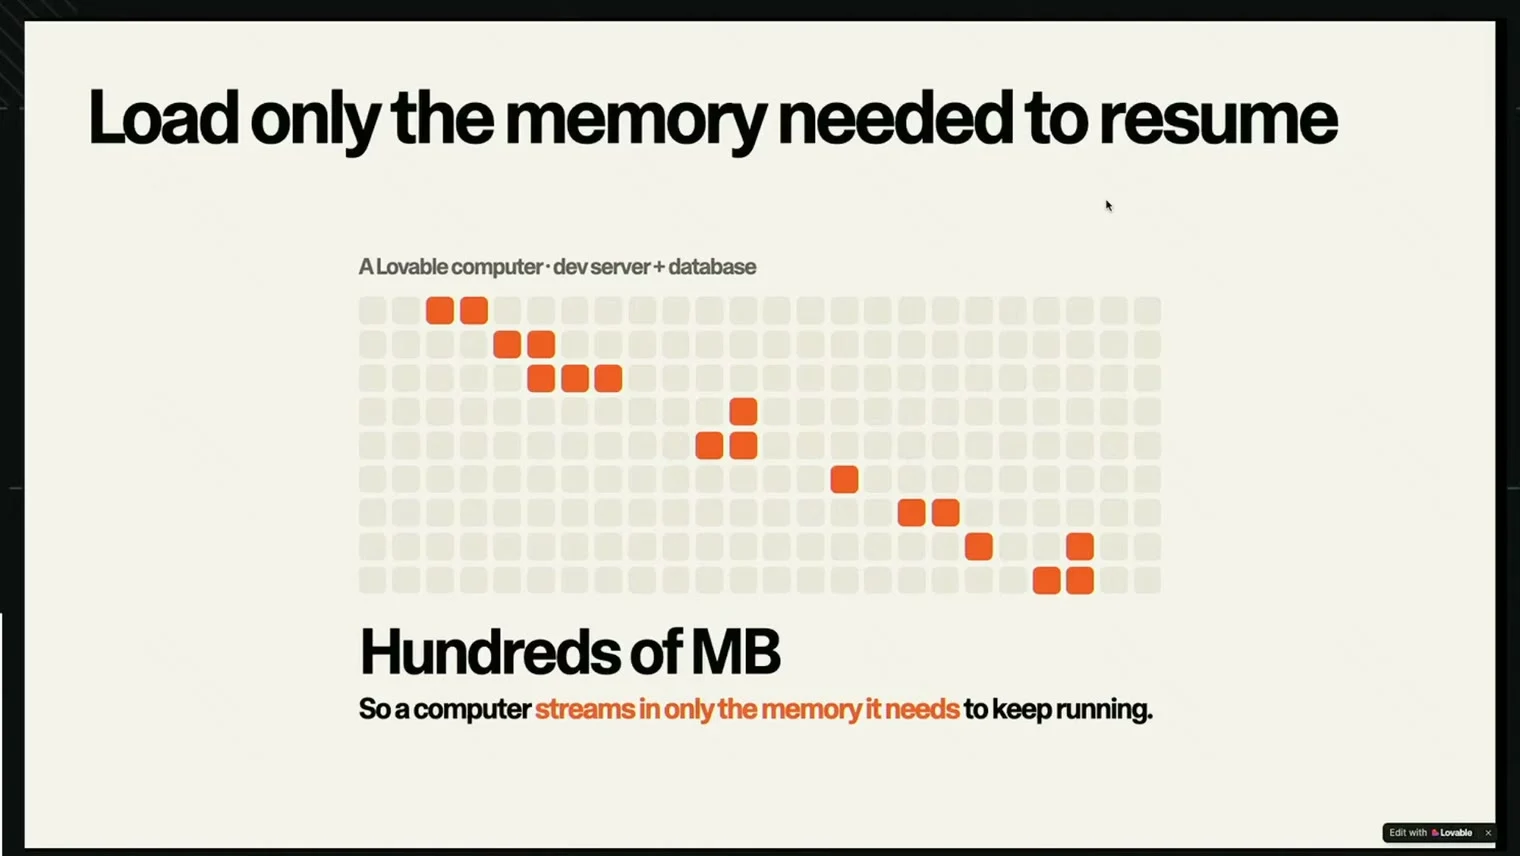 Load only the memory needed to resume
A Lovable computer · dev server + database
Hundreds of MB
So a computer streams in only the memory it needs to keep running.
Edit with Lovable ×